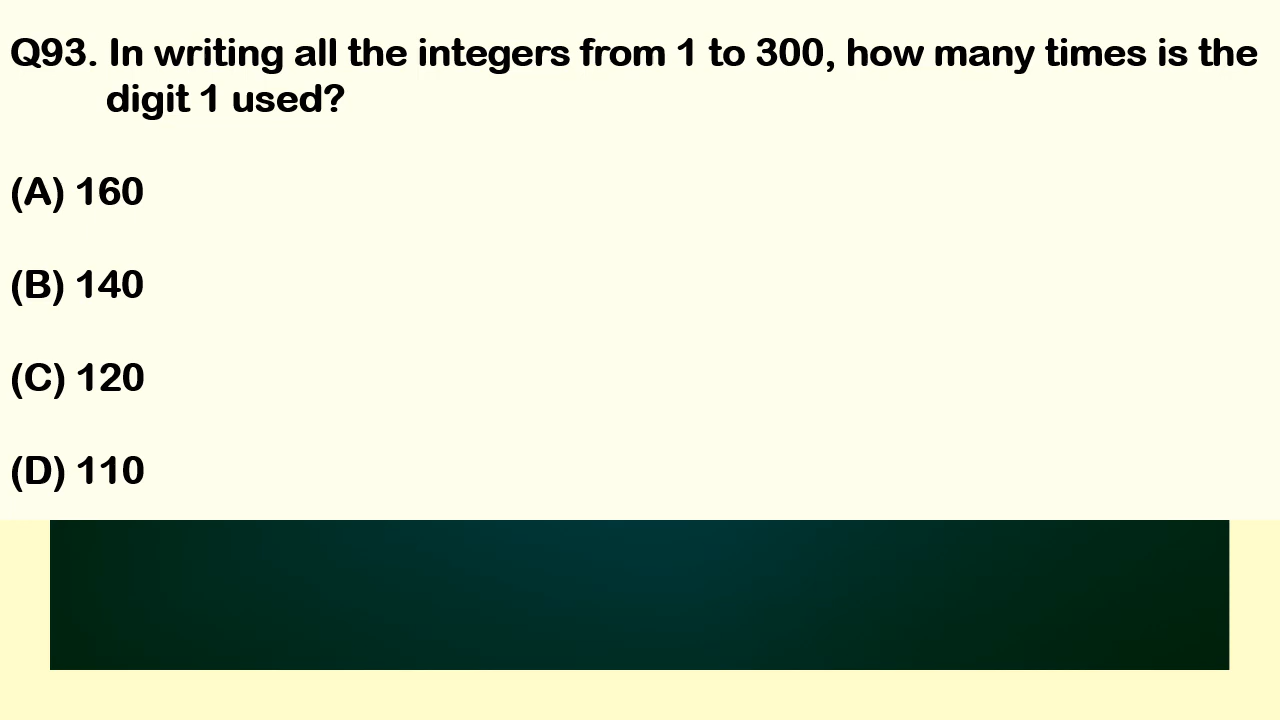 Q93. In writing all the integers from 1 to 300, how many times is the
digit 1 used?
(A) 160
(B) 140
(C) 120
(D) 110